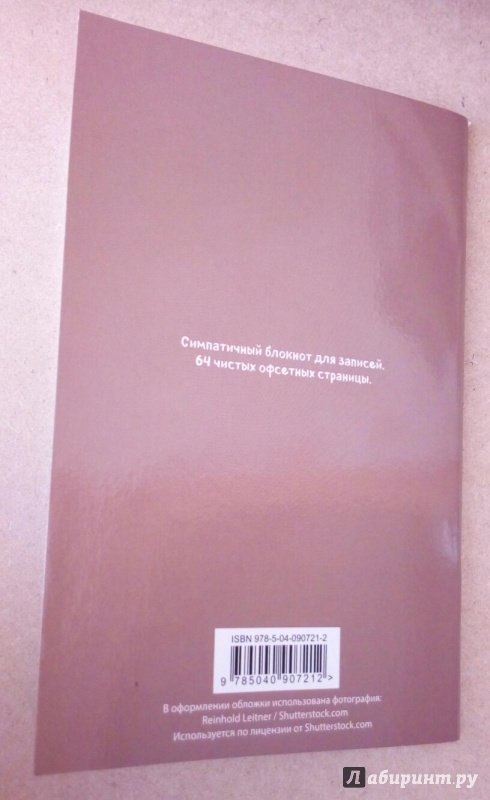 Симпатичный блокнот для записей.
64 чистых офсетных страницы.
ISBN 978-5-04-090721-2
9 785040 907212 >
В оформлении обложки использована фотография:
Reinhold Leitner / Shutterstock.com
Используется по лицензии от Shutterstock.com
Лабиринт.ру